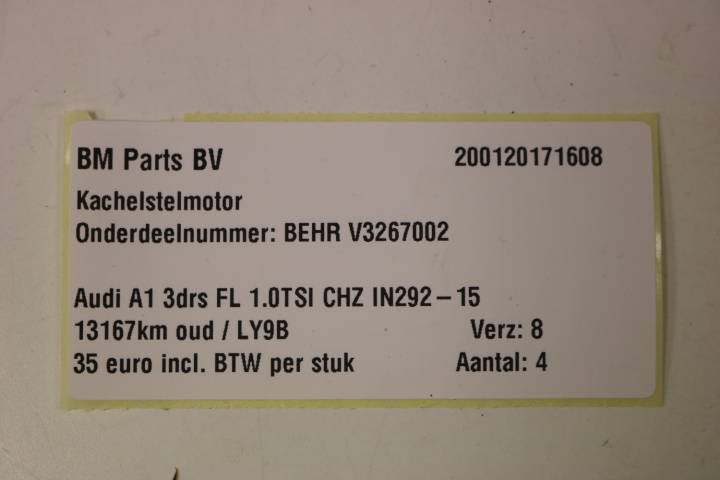 BM Parts BV 200120171608
Kachelstelmotor
Onderdeelnummer: BEHR V3267002
Audi A1 3drs FL 1.0TSI CHZ IN292-15
13167km oud / LY9B Verz: 8
35 euro incl. BTW per stuk Aantal: 4